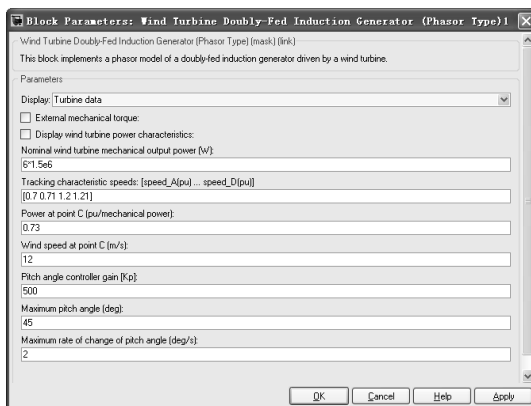 Block Parameters: Wind Turbine Doubly-Fed Induction Generator (Phasor Type)1
Wind Turbine Doubly-Fed Induction Generator (Phasor Type) (mask) (link)
This block implements a phasor model of a doubly-fed induction generator driven by a wind turbine.
Parameters
Display: Turbine data
External mechanical torque:
Display wind turbine power characteristics:
Nominal wind turbine mechanical output power (W):
6*1.5e6
Tracking characteristic speeds: [speed_A(pu) ... speed_D(pu)]
[0.7 0.71 1.2 1.21]
Power at point C (pu/mechanical power):
0.73
Wind speed at point C (m/s):
12
Pitch angle controller gain [Kp]:
500
Maximum pitch angle (deg):
45
Maximum rate of change of pitch angle (deg/s):
2
OK Cancel Help Apply